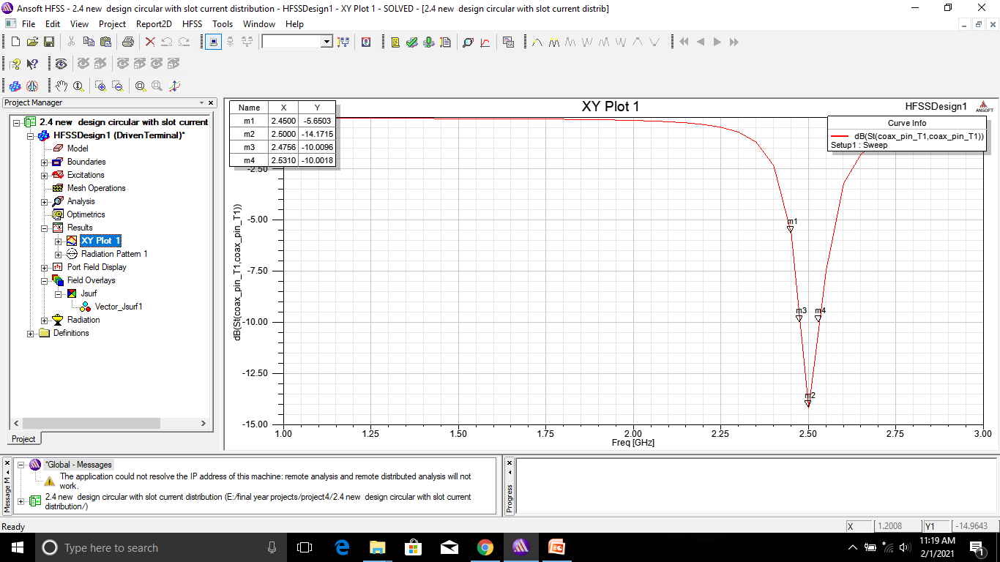 Ansoft HFSS - 2.4 new  design circular with slot current distribution - HFSSDesign1 - XY Plot 1 - SOLVED - [2.4 new  design circular with slot current distrib]
File Edit View Project Report2D HFSS Tools Window Help
Project Manager
2.4 new  design circular with slot current
HFSSDesign1 (DrivenTerminal)*
Model
Boundaries
Excitations
Mesh Operations
Analysis
Optimetrics
Results
XY Plot 1
Radiation Pattern 1
Port Field Display
Field Overlays
Jsurf
Vector_Jsurf1
Radiation
Definitions
Project
XY Plot 1
HFSSDesign1
ANSOFT
Name X Y
m1 2.4500 -5.6503
m2 2.5000 -14.1715
m3 2.4756 -10.0096
m4 2.5310 -10.0018
Curve Info
dB(St(coax_pin_T1,coax_pin_T1))
Setup1 : Sweep
dB(St(coax_pin_T1,coax_pin_T1))
-2.50
-5.00
-7.50
-10.00
-12.50
-15.00
m1
m3 m4
m2
1.00 1.25 1.50 1.75 2.00 2.25 2.50 2.75 3.00
Freq [GHz]
Message M
*Global - Messages
The application could not resolve the IP address of this machine: remote analysis and remote distributed analysis will not
work.
2.4 new  design circular with slot current distribution (E:/final year projects/project4/2.4 new  design circular with slot current
distribution/)
Progress
Ready
X 1.2008 Y1 -14.9643
Type here to search
11:19 AM
2/1/2021
1